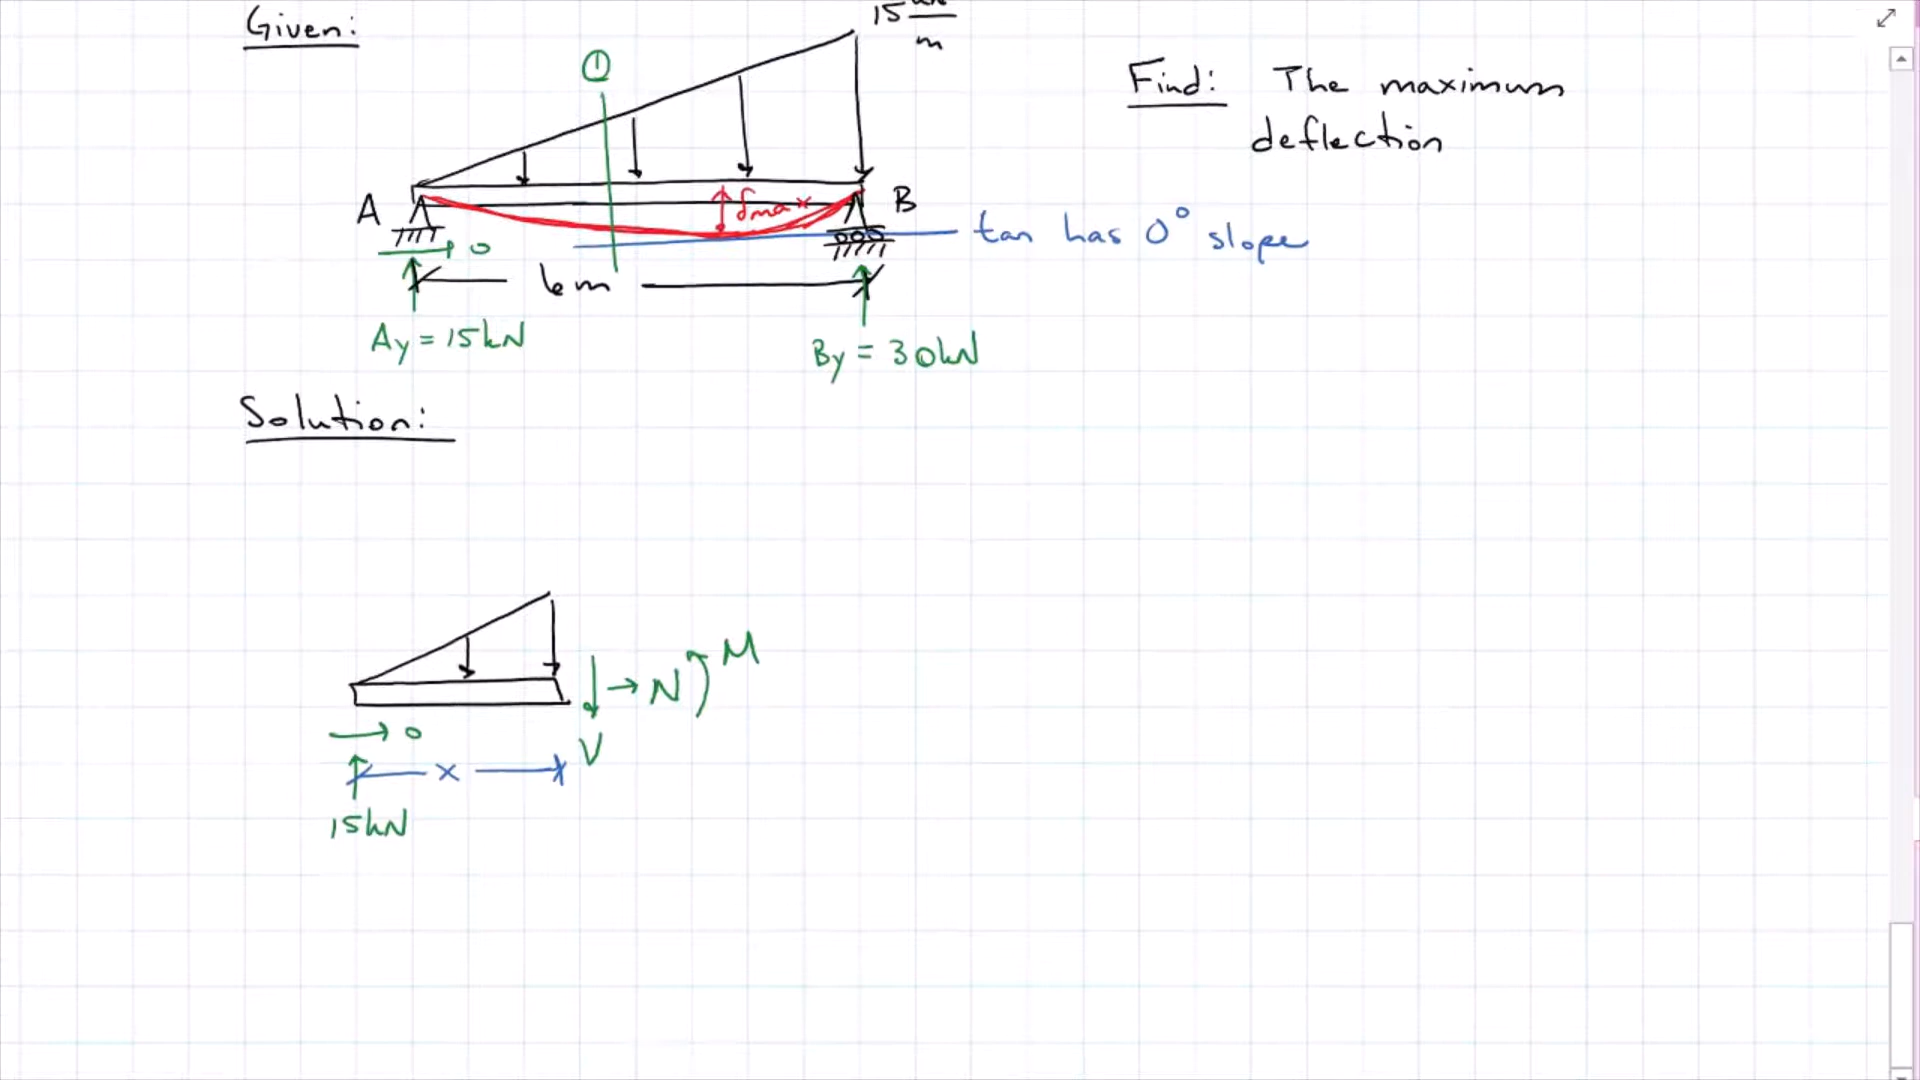 Given:
15
m
①
Find: The maximum
deflection
A
δmax
B
tan has 0° slope
0
6m
Ay = 15kN
By = 30kN
Solution:
M
N
0
V
x
15kN